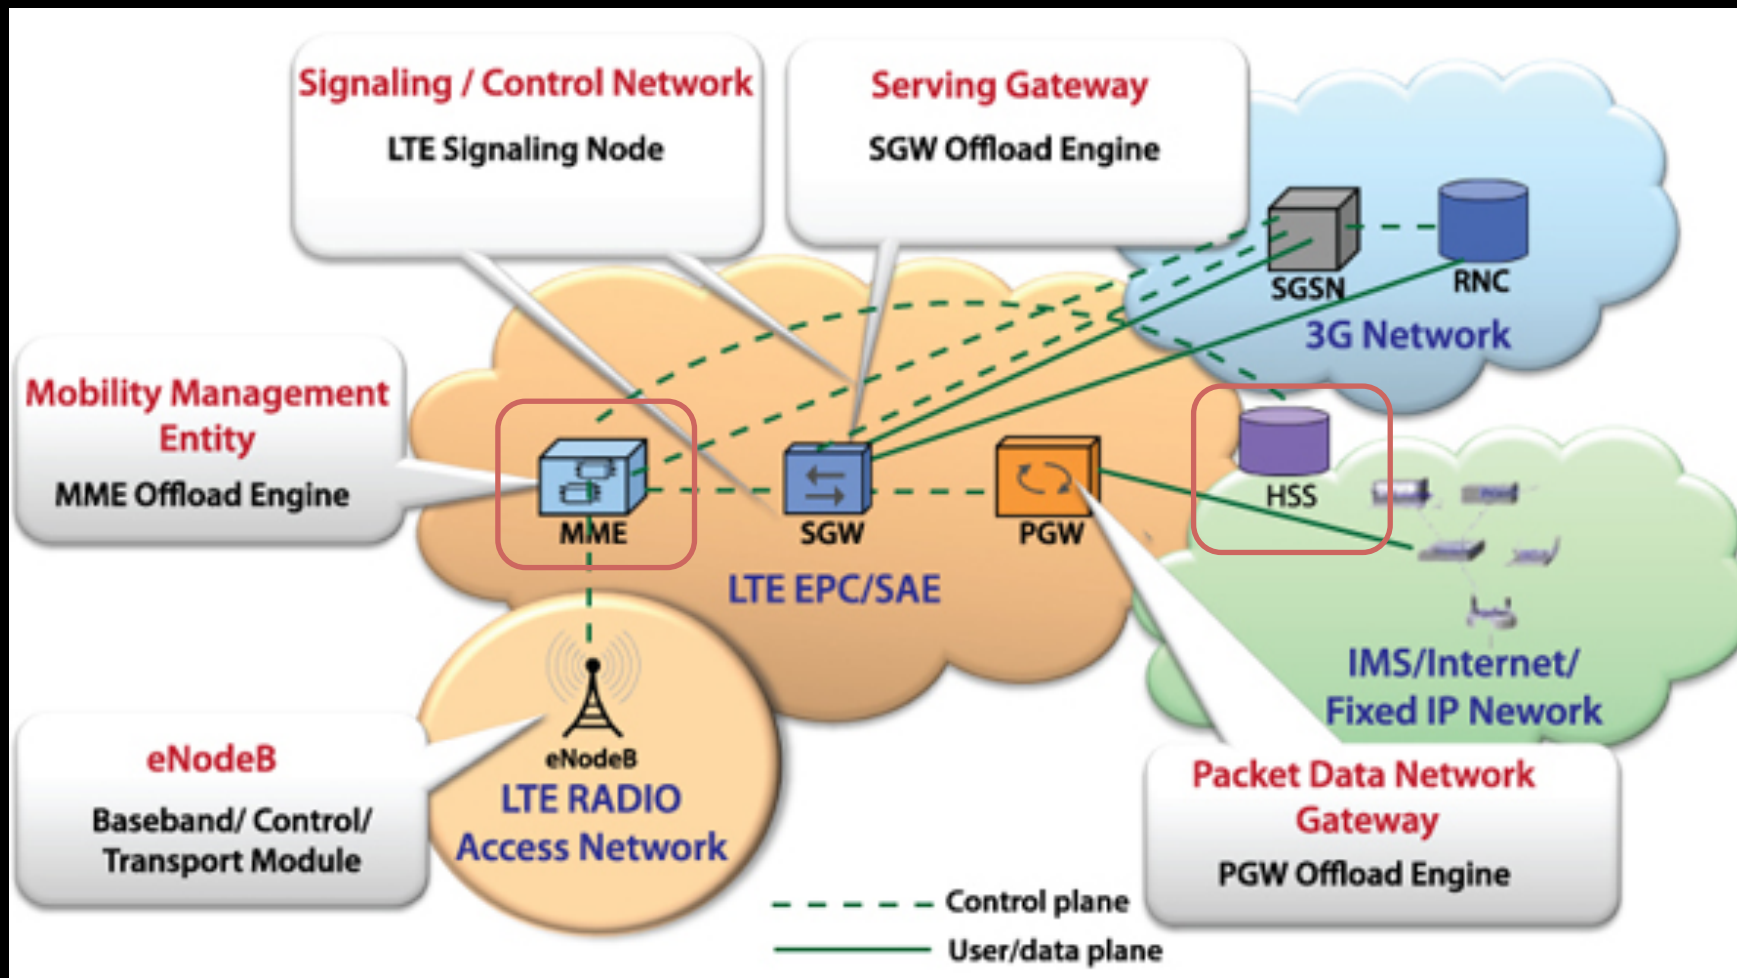 Signaling / Control Network
LTE Signaling Node
Serving Gateway
SGW Offload Engine
SGSN
RNC
3G Network
Mobility Management
Entity
MME Offload Engine
MME
SGW
PGW
HSS
LTE EPC/SAE
eNodeB
LTE RADIO
Access Network
eNodeB
Baseband/ Control/
Transport Module
IMS/Internet/
Fixed IP Nework
Packet Data Network
Gateway
PGW Offload Engine
Control plane
User/data plane